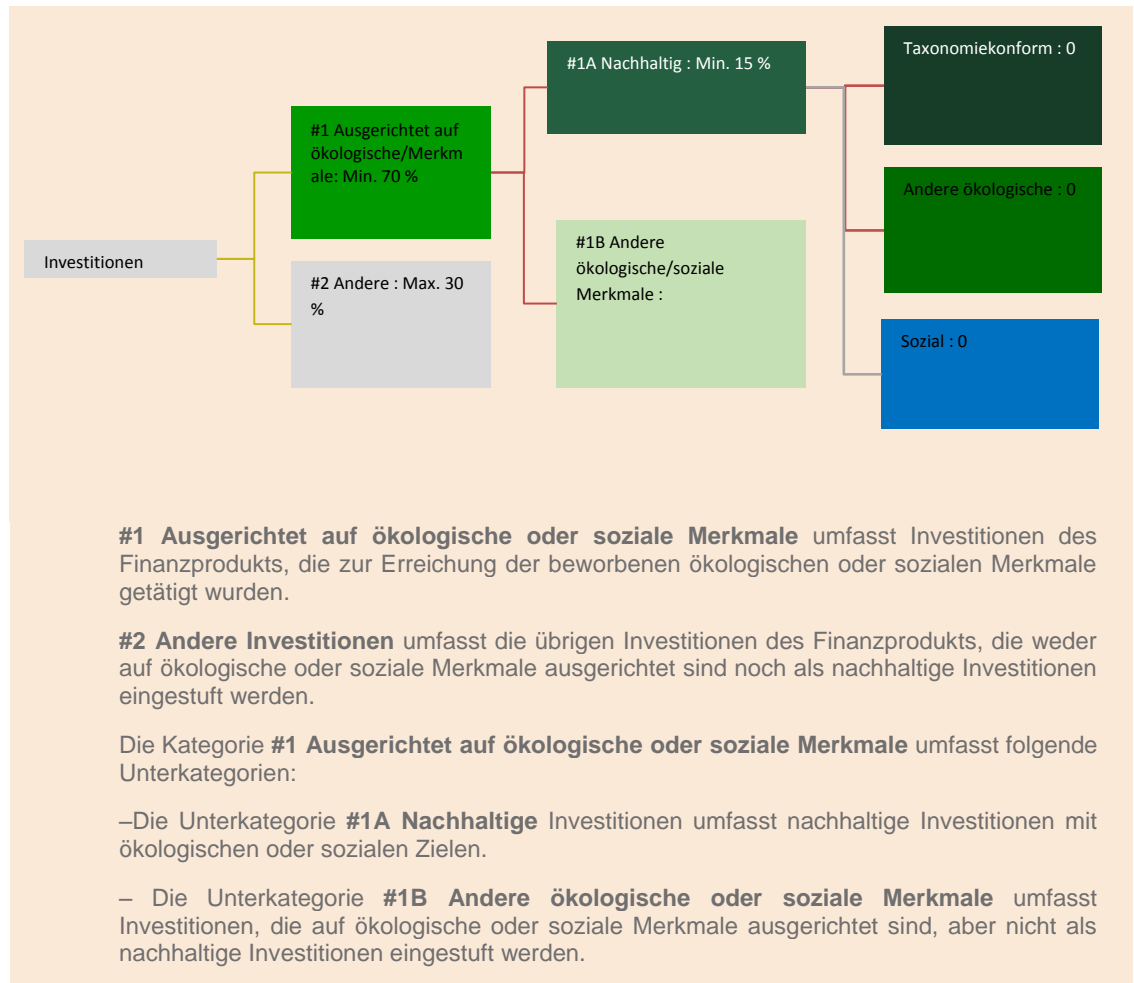 Investitionen
#1 Ausgerichtet auf
ökologische/Merkm
ale: Min. 70 %
#2 Andere : Max. 30
%
#1A Nachhaltig : Min. 15 %
#1B Andere
ökologische/soziale
Merkmale :
Taxonomiekonform : 0
Andere ökologische : 0
Sozial : 0
#1 Ausgerichtet auf ökologische oder soziale Merkmale umfasst Investitionen des
Finanzprodukts, die zur Erreichung der beworbenen ökologischen oder sozialen Merkmale
getätigt wurden.
#2 Andere Investitionen umfasst die übrigen Investitionen des Finanzprodukts, die weder
auf ökologische oder soziale Merkmale ausgerichtet sind noch als nachhaltige Investitionen
eingestuft werden.
Die Kategorie #1 Ausgerichtet auf ökologische oder soziale Merkmale umfasst folgende
Unterkategorien:
–Die Unterkategorie #1A Nachhaltige Investitionen umfasst nachhaltige Investitionen mit
ökologischen oder sozialen Zielen.
– Die Unterkategorie #1B Andere ökologische oder soziale Merkmale umfasst
Investitionen, die auf ökologische oder soziale Merkmale ausgerichtet sind, aber nicht als
nachhaltige Investitionen eingestuft werden.